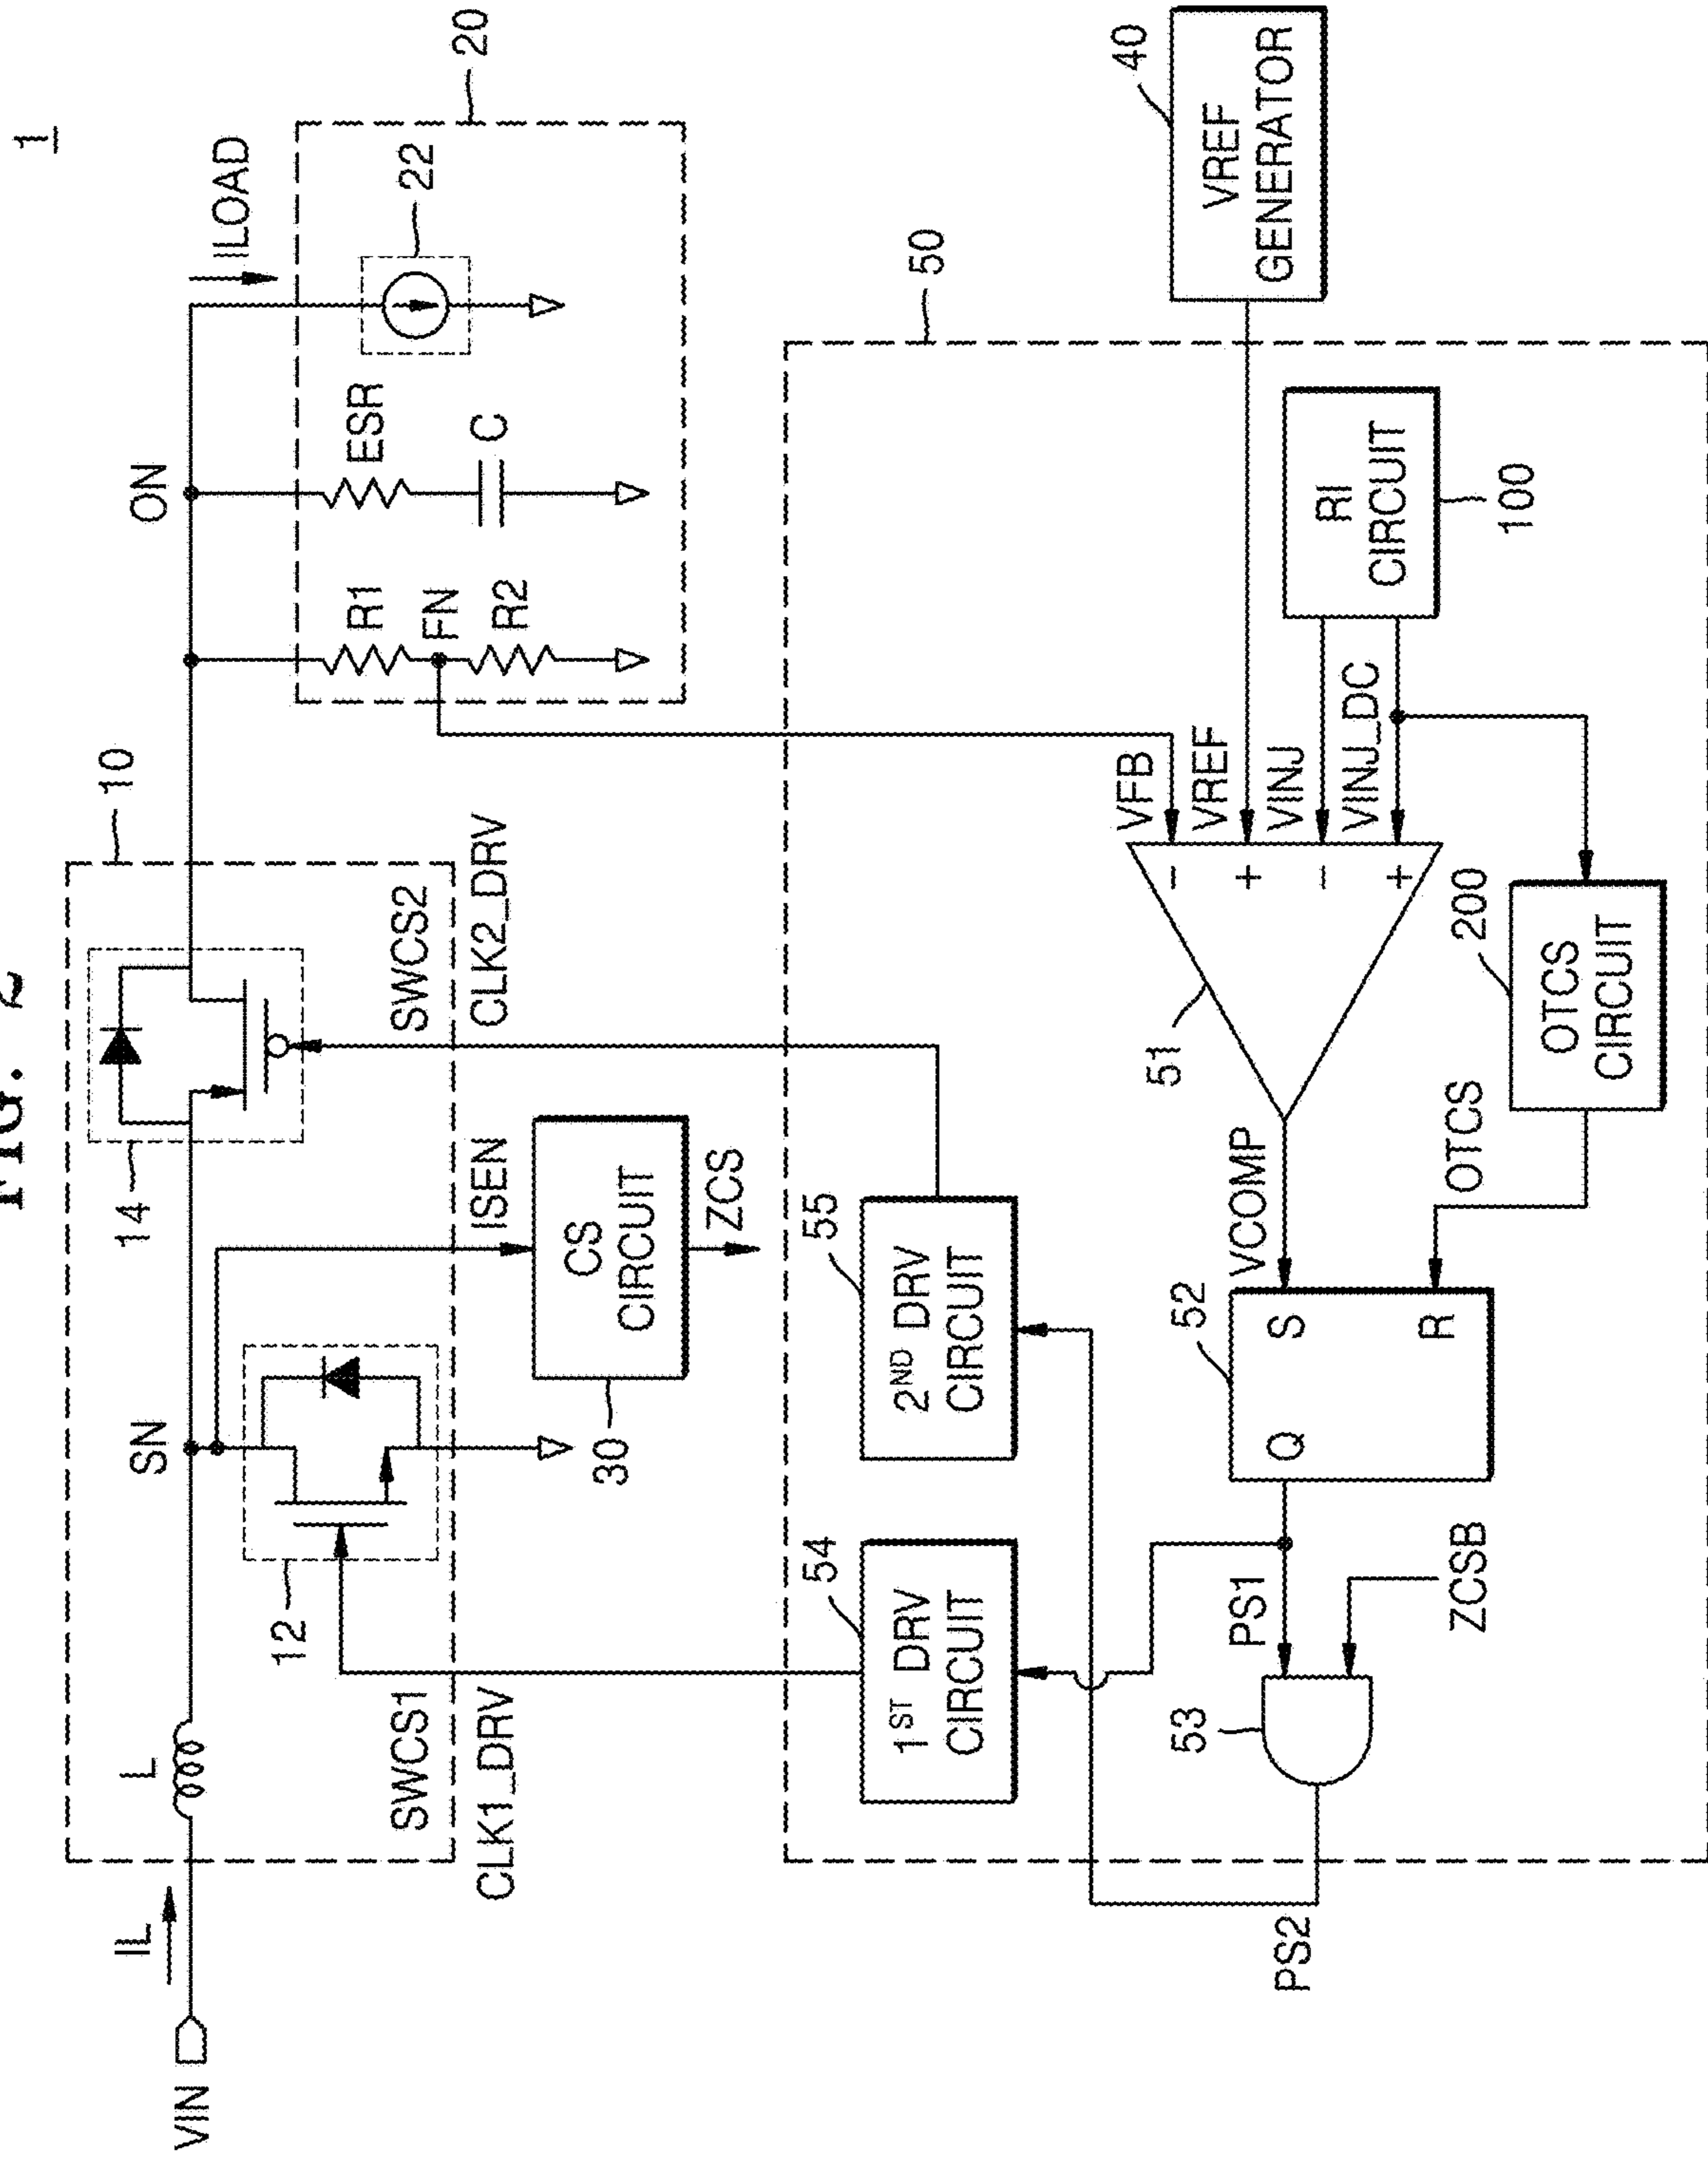 FIG. 2
1
VIN
IL
L
SN
14
10
ON
ILOAD
20
12
SWCS1
SWCS2
CLK1_DRV
CLK2_DRV
ISEN
CS
CIRCUIT
30
ZCS
R1
FN
R2
ESR
C
22
50
40
VREF
GENERATOR
54
1ST DRV
CIRCUIT
55
2ND DRV
CIRCUIT
VFB
VREF
VINJ
VINJ_DC
RI
CIRCUIT
100
51
-
+
-
+
VCOMP
52
S
R
Q
PS1
ZCSB
53
PS2
OTCS
200
OTCS
CIRCUIT